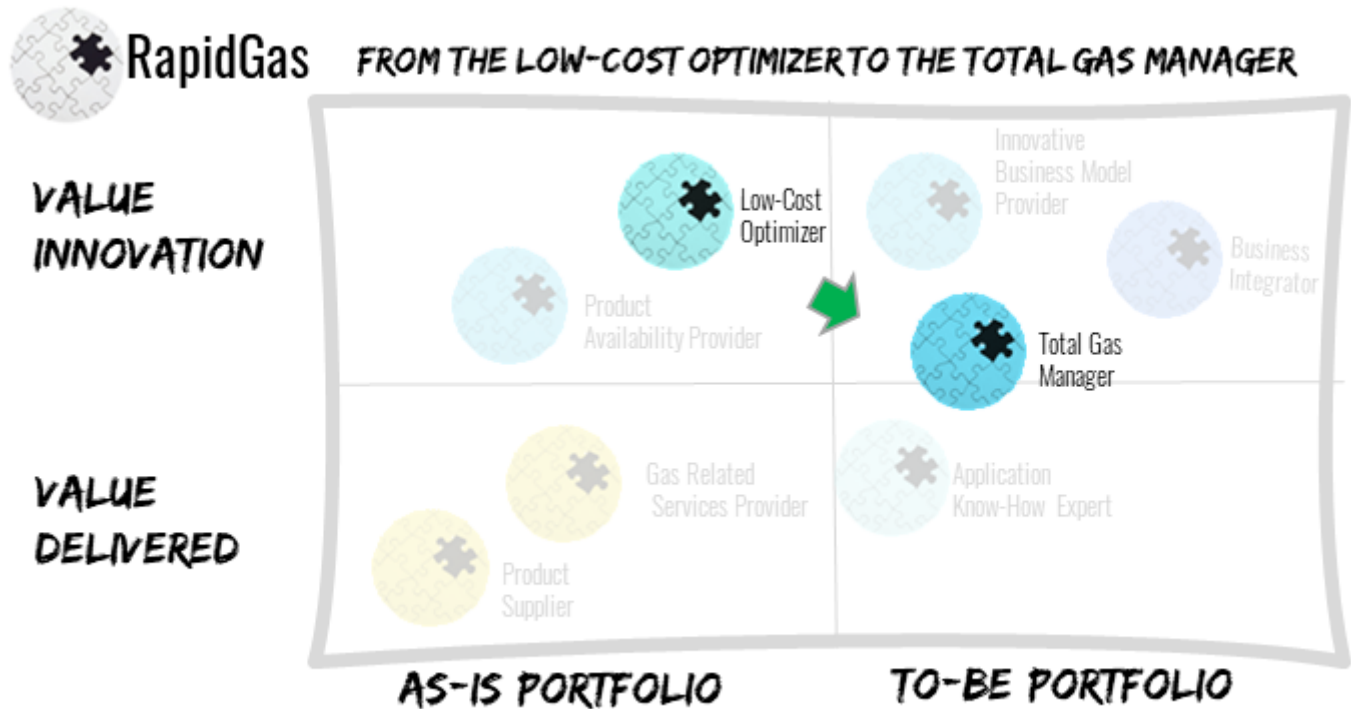 RapidGas
FROM THE LOW-COST OPTIMIZER TO THE TOTAL GAS MANAGER
VALUE
INNOVATION
Low-Cost
Optimizer
Innovative
Business Model
Provider
Business
Integrator
Product
Availability Provider
Total Gas
Manager
VALUE
DELIVERED
Gas Related
Services Provider
Application
Know-How Expert
Product
Supplier
AS-IS PORTFOLIO
TO-BE PORTFOLIO